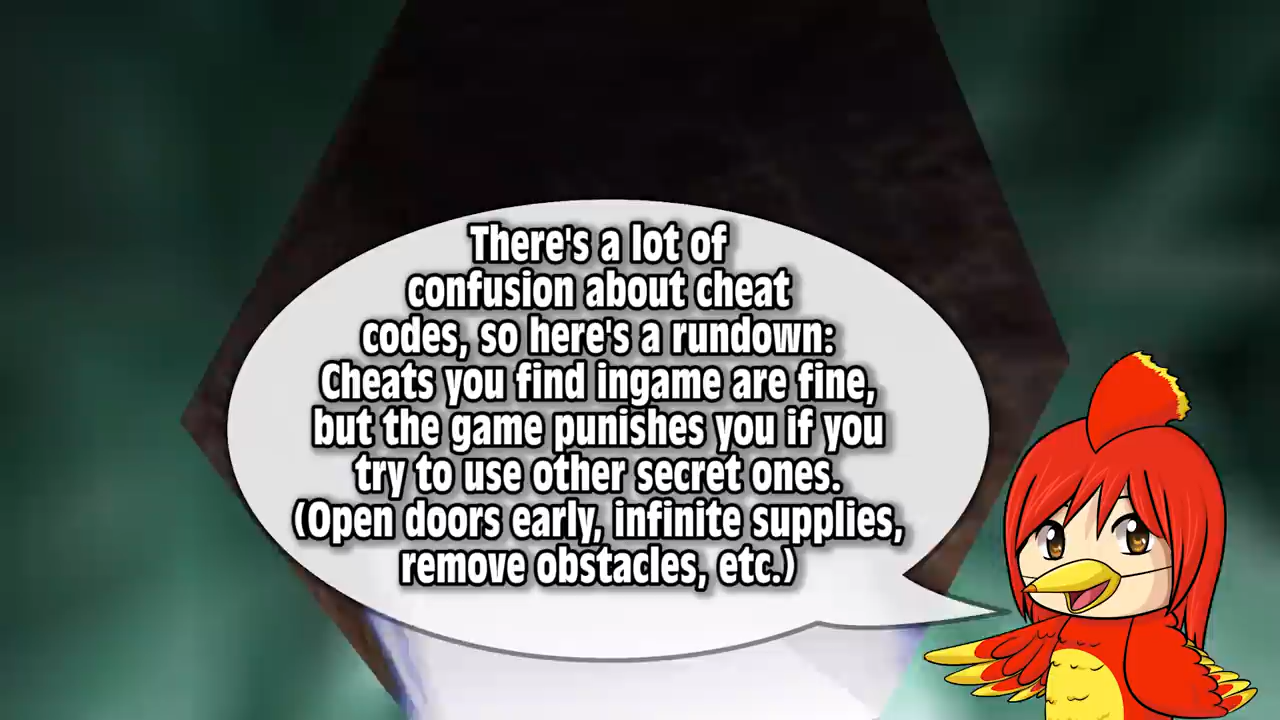 There's a lot of
confusion about cheat
codes, so here's a rundown:
Cheats you find ingame are fine,
but the game punishes you if you
try to use other secret ones.
(Open doors early, infinite supplies,
remove obstacles, etc.)